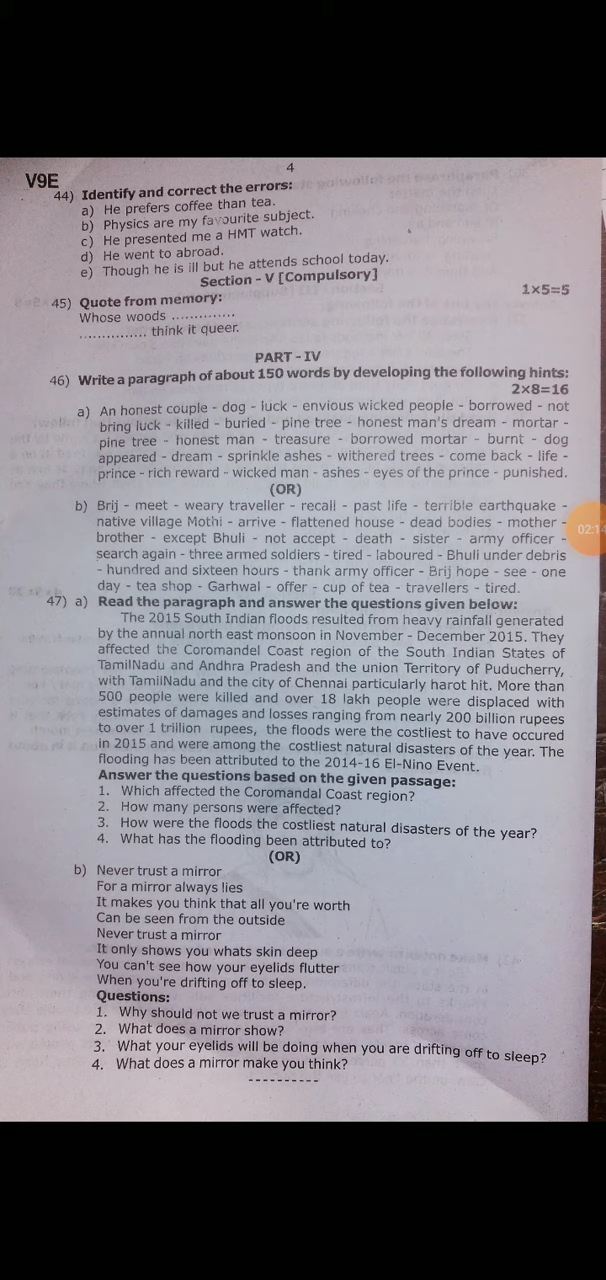 4
V9E
44) Identify and correct the errors:
a) He prefers coffee than tea.
b) Physics are my favourite subject.
c) He presented me a HMT watch.
d) He went to abroad.
e) Though he is ill but he attends school today.
Section - V [Compulsory]
1x5=5
45) Quote from memory:
Whose woods .............
.............. think it queer.
PART - IV
46) Write a paragraph of about 150 words by developing the following hints:
2x8=16
a) An honest couple - dog - luck - envious wicked people - borrowed - not
bring luck - killed - buried - pine tree - honest man's dream - mortar -
pine tree - honest man - treasure - borrowed mortar - burnt - dog
appeared - dream - sprinkle ashes - withered trees - come back - life -
prince - rich reward - wicked man - ashes - eyes of the prince - punished.
(OR)
b) Brij - meet - weary traveller - recall - past life - terrible earthquake -
native village Mothi - arrive - flattened house - dead bodies - mother -
brother - except Bhuli - not accept - death - sister - army officer -
search again - three armed soldiers - tired - laboured - Bhuli under debris
- hundred and sixteen hours - thank army officer - Brij hope - see - one
day - tea shop - Garhwal - offer - cup of tea - travellers - tired.
47) a) Read the paragraph and answer the questions given below:
The 2015 South Indian floods resulted from heavy rainfall generated
by the annual north east monsoon in November - December 2015. They
affected the Coromandel Coast region of the South Indian States of
TamilNadu and Andhra Pradesh and the union Territory of Puducherry,
with TamilNadu and the city of Chennai particularly harot hit. More than
500 people were killed and over 18 lakh people were displaced with
estimates of damages and losses ranging from nearly 200 billion rupees
to over 1 trillion rupees, the floods were the costliest to have occured
in 2015 and were among the costliest natural disasters of the year. The
flooding has been attributed to the 2014-16 El-Nino Event.
Answer the questions based on the given passage:
1. Which affected the Coromandal Coast region?
2. How many persons were affected?
3. How were the floods the costliest natural disasters of the year?
4. What has the flooding been attributed to?
(OR)
b) Never trust a mirror
For a mirror always lies
It makes you think that all you're worth
Can be seen from the outside
Never trust a mirror
It only shows you whats skin deep
You can't see how your eyelids flutter
When you're drifting off to sleep.
Questions:
1. Why should not we trust a mirror?
2. What does a mirror show?
3. What your eyelids will be doing when you are drifting off to sleep?
4. What does a mirror make you think?
----------